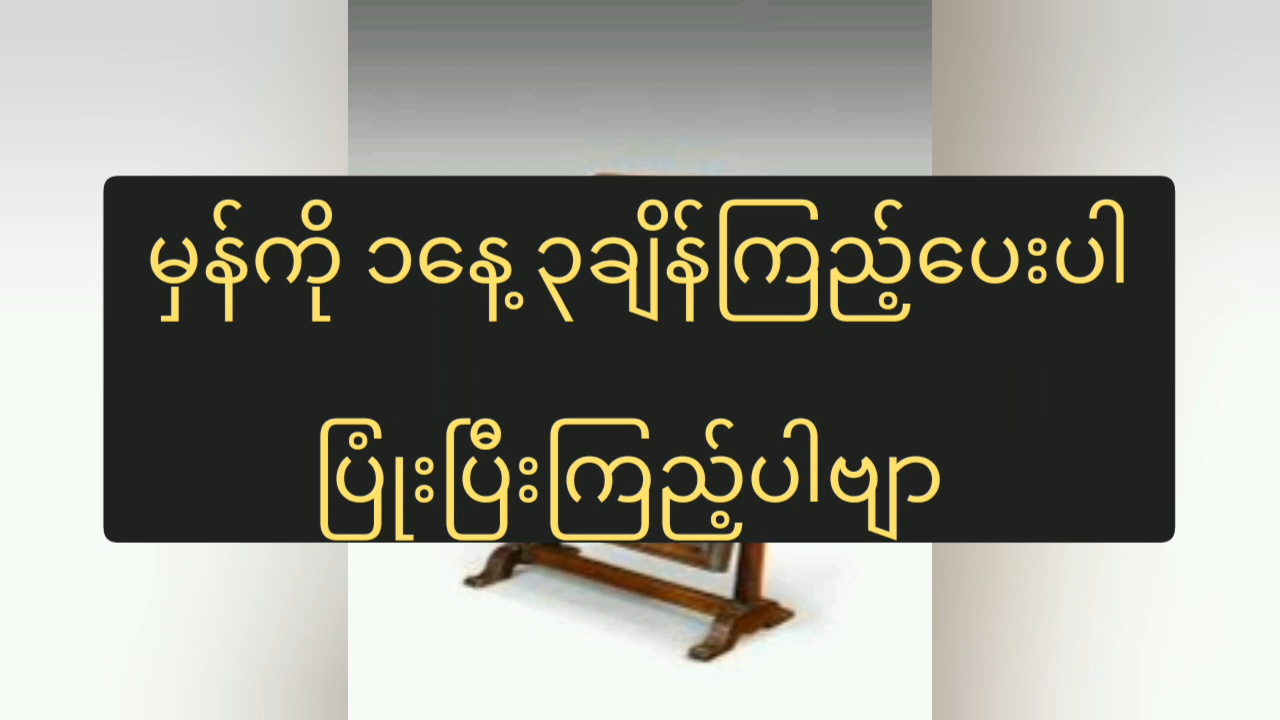 မှန်ကို ၁နေ့ ၃ချိန်ကြည့်ပေးပါ
ပြုံးပြီးကြည့်ပါဗျာ